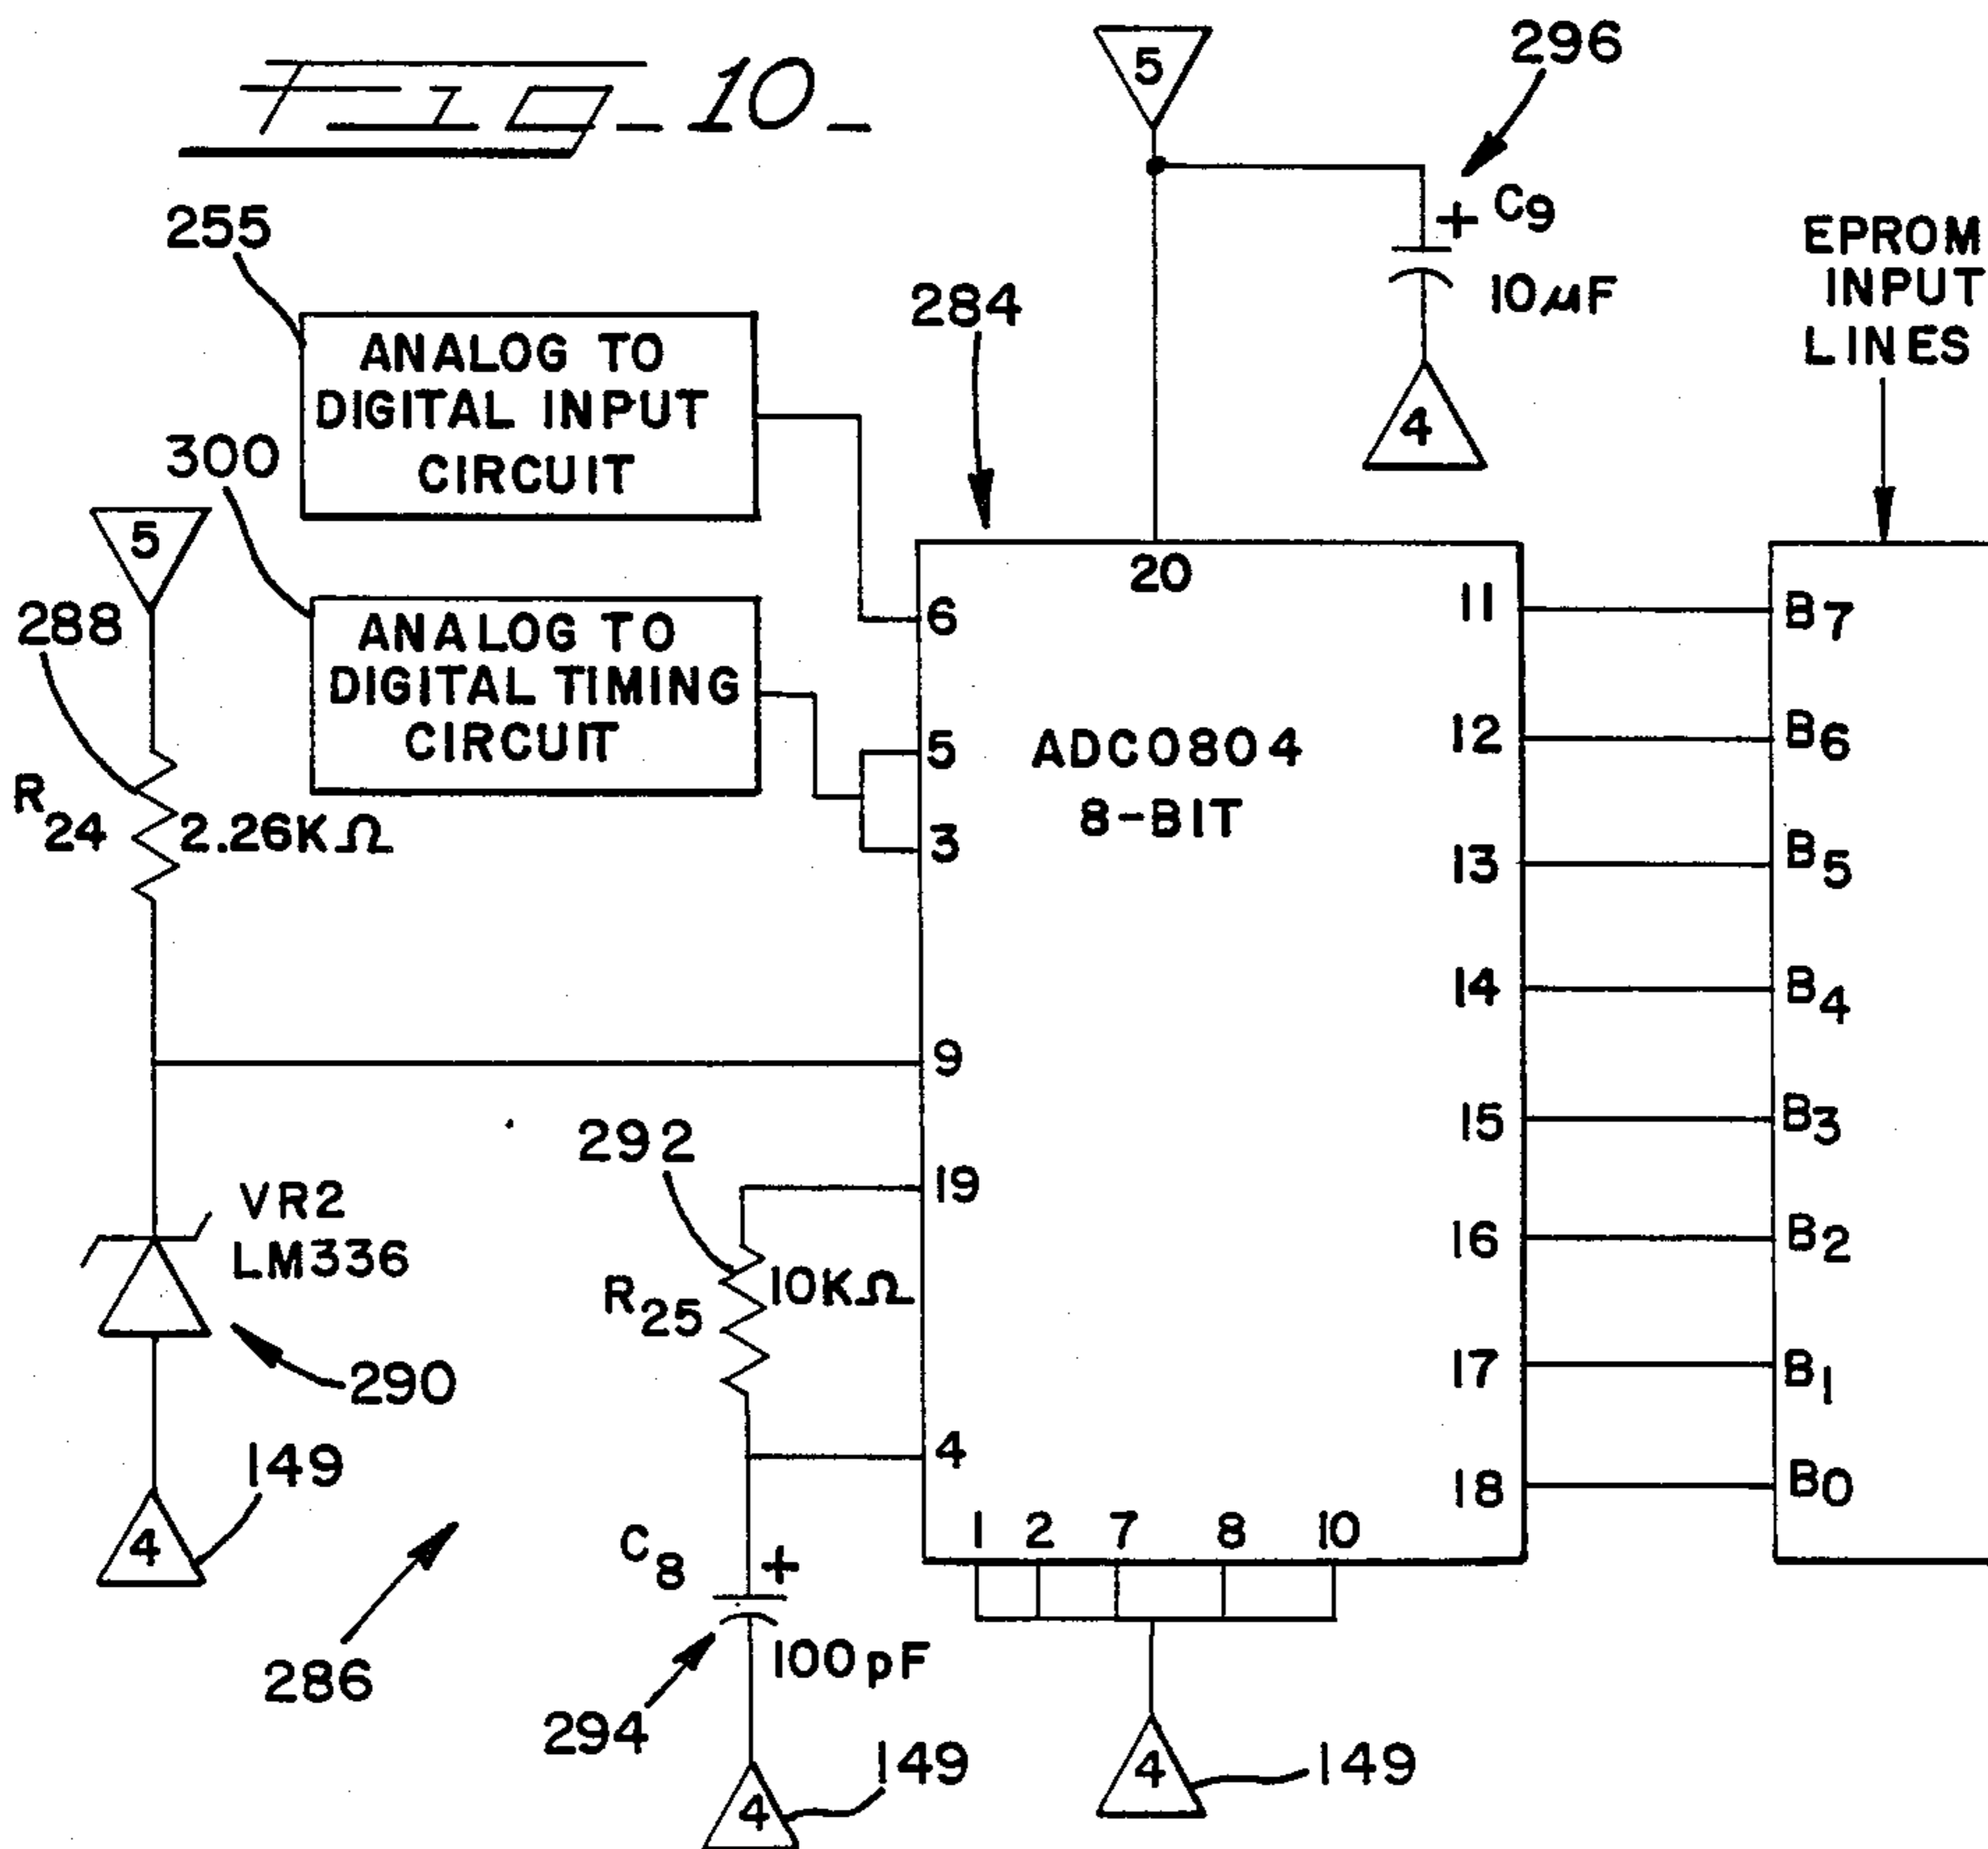 FIG_10_
5
296
C9
+
10µF
4
EPROM
INPUT
LINES
255
ANALOG TO
DIGITAL INPUT
CIRCUIT
284
300
ANALOG TO
DIGITAL TIMING
CIRCUIT
5
288
R24
2.26KΩ
20
6
5
3
9
19
4
ADC0804
8-BIT
11
12
13
14
15
16
17
18
B7
B6
B5
B4
B3
B2
B1
B0
VR2
LM336
290
149
4
286
292
R25
10KΩ
C8
+
100pF
294
4
149
1 2 7 8 10
4
149